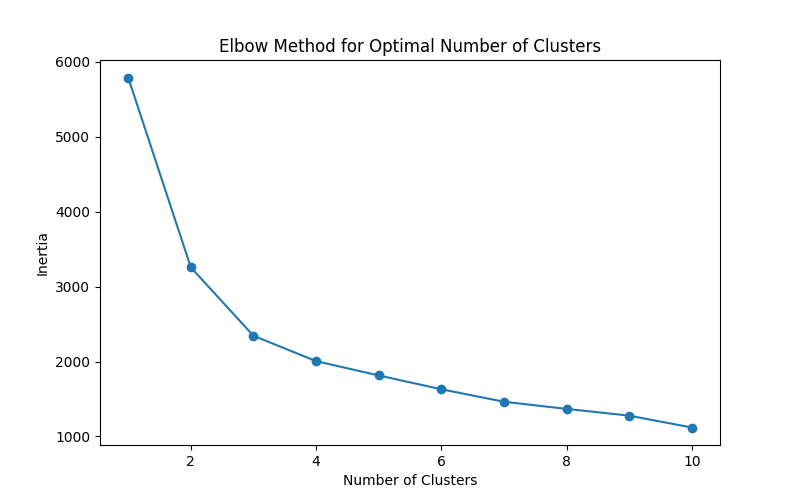 Elbow Method for Optimal Number of Clusters
6000
5000
4000
3000
2000
1000
Inertia
2 4 6 8 10
Number of Clusters